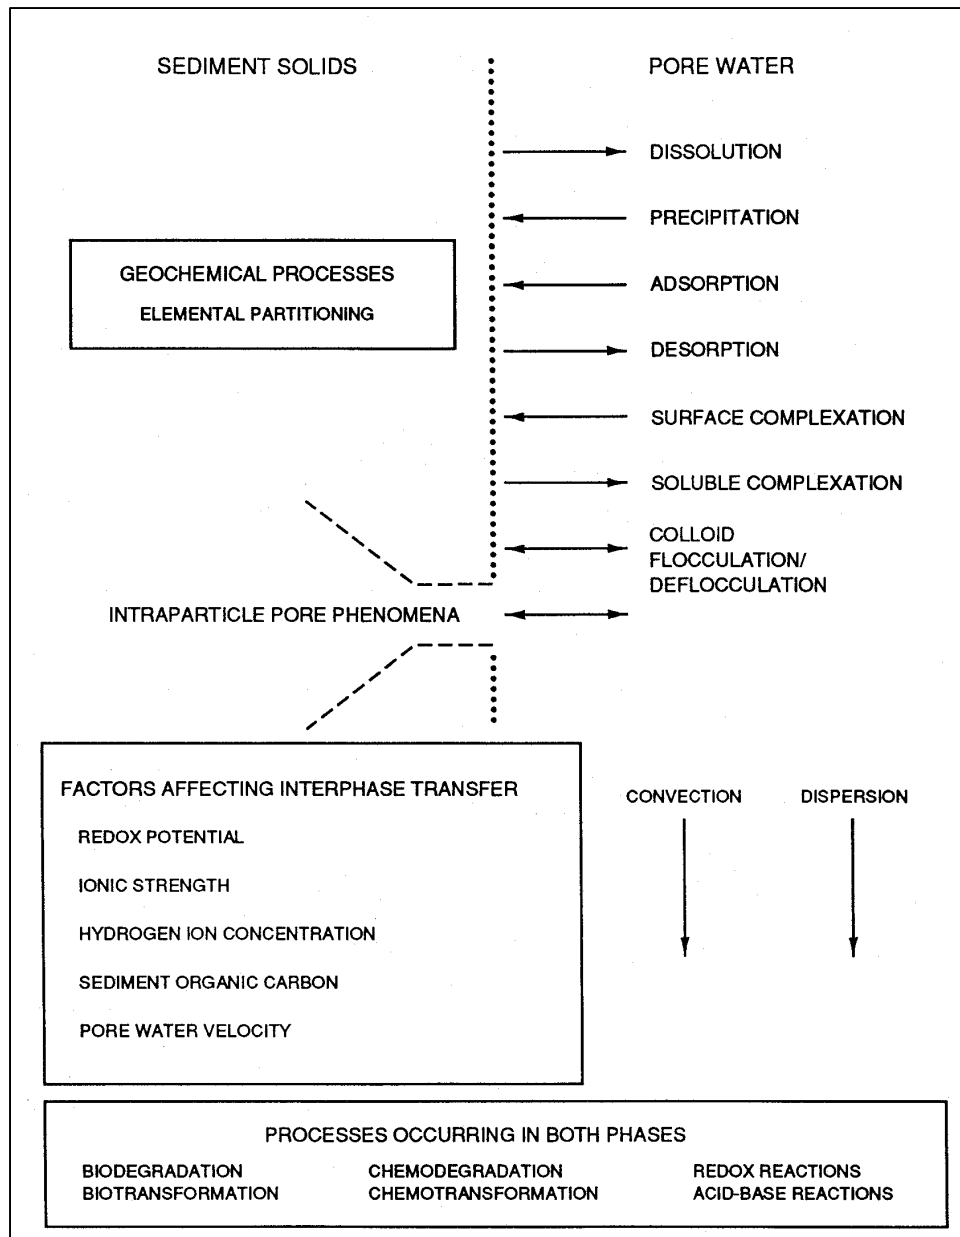 SEDIMENT SOLIDS
PORE WATER
DISSOLUTION
PRECIPITATION
GEOCHEMICAL PROCESSES
ELEMENTAL PARTITIONING
ADSORPTION
DESORPTION
SURFACE COMPLEXATION
SOLUBLE COMPLEXATION
COLLOID
FLOCCULATION/
DEFLOCCULATION
INTRAPARTICLE PORE PHENOMENA
FACTORS AFFECTING INTERPHASE TRANSFER
REDOX POTENTIAL
IONIC STRENGTH
HYDROGEN ION CONCENTRATION
SEDIMENT ORGANIC CARBON
PORE WATER VELOCITY
CONVECTION
DISPERSION
PROCESSES OCCURRING IN BOTH PHASES
BIODEGRADATION
BIOTRANSFORMATION
CHEMODEGRADATION
CHEMOTRANSFORMATION
REDOX REACTIONS
ACID-BASE REACTIONS